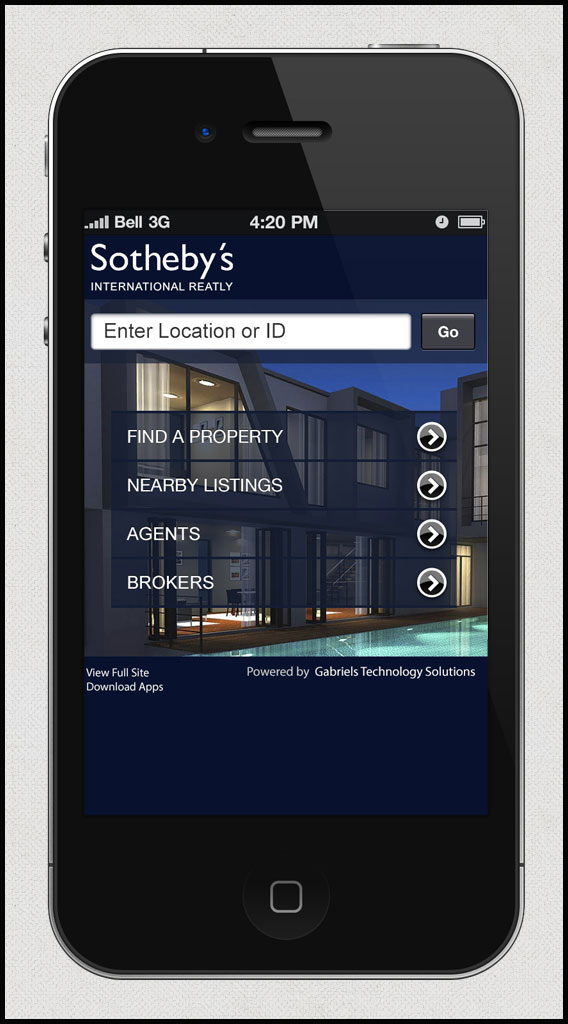 Bell 3G 4:20 PM
Sotheby's
INTERNATIONAL REATLY
Enter Location or ID Go
FIND A PROPERTY
NEARBY LISTINGS
AGENTS
BROKERS
View Full Site Powered by Gabriels Technology Solutions
Download Apps